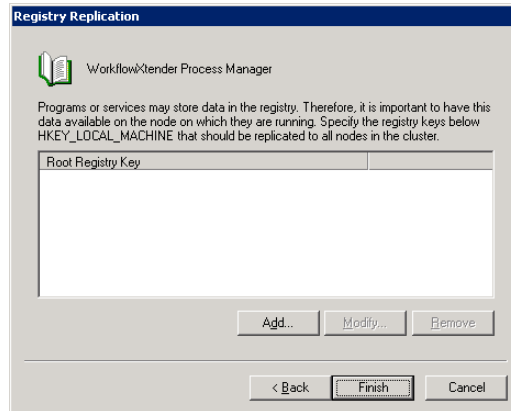 Registry Replication
WorkflowXtender Process Manager
Programs or services may store data in the registry. Therefore, it is important to have this
data available on the node on which they are running. Specify the registry keys below
HKEY_LOCAL_MACHINE that should be replicated to all nodes in the cluster.
Root Registry Key
Add... Modify... Remove
< Back Finish Cancel